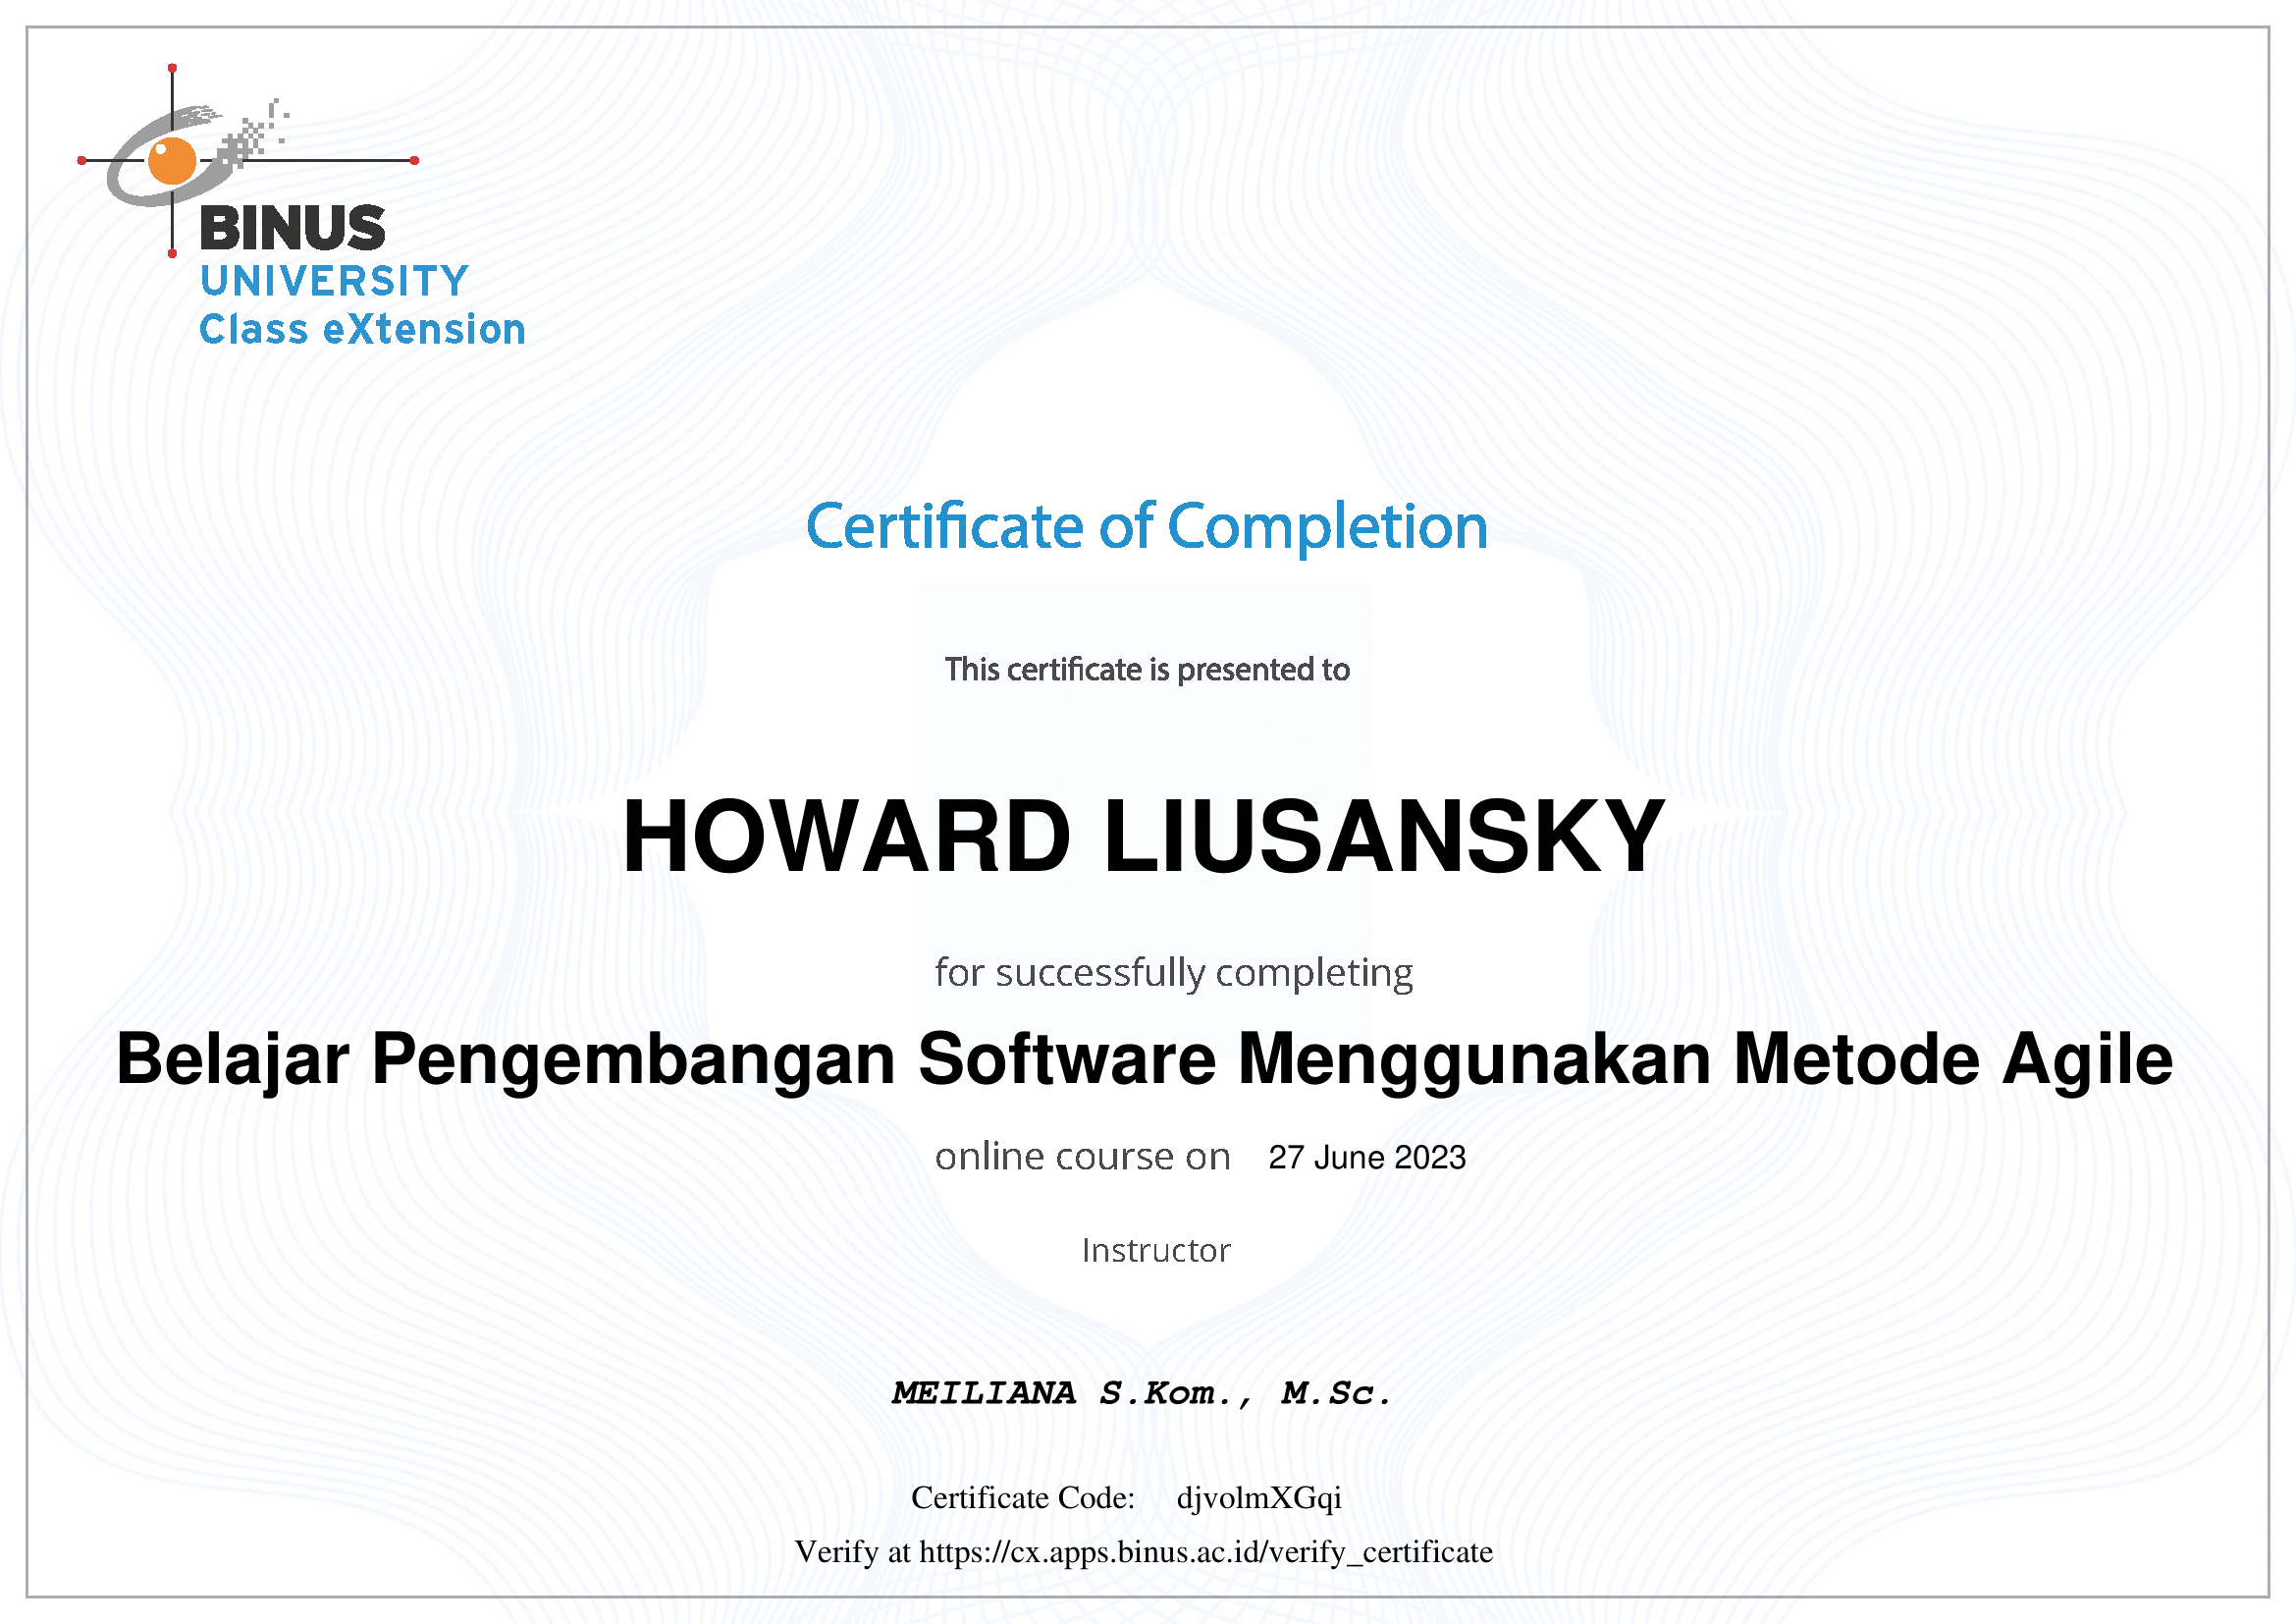 BINUS
UNIVERSITY
Class eXtension
Certificate of Completion
This certificate is presented to
HOWARD LIUSANSKY
for successfully completing
Belajar Pengembangan Software Menggunakan Metode Agile
online course on 27 June 2023
Instructor
MEILIANA S.Kom., M.Sc.
Certificate Code: djvolmXGqi
Verify at https://cx.apps.binus.ac.id/verify_certificate